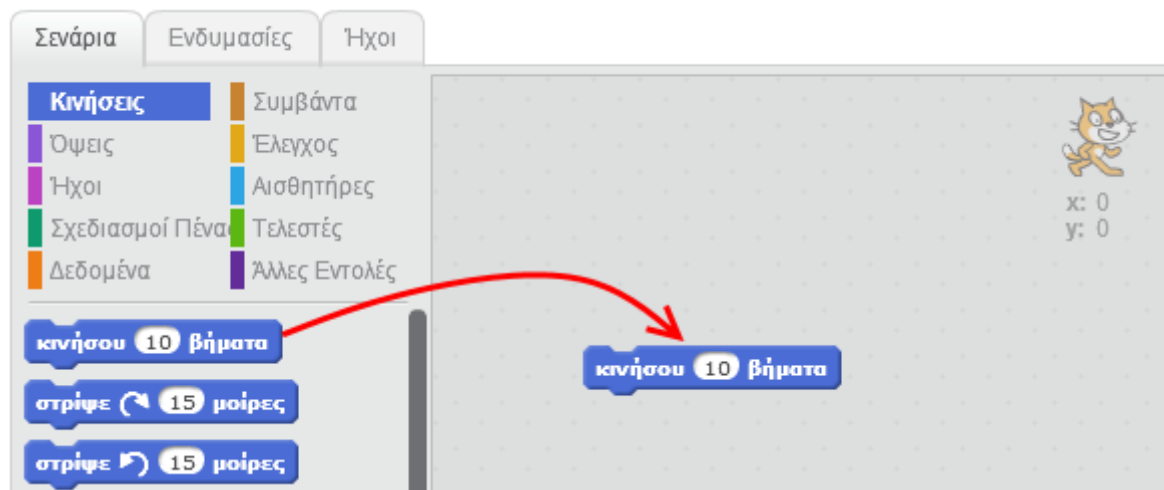 Σενάρια Ενδυμασίες Ήχοι
Κινήσεις Συμβάντα
Όψεις Έλεγχος
Ήχοι Αισθητήρες
Σχεδιασμοί Πένας Τελεστές
Δεδομένα Άλλες Εντολές
x: 0
y: 0
κινήσου 10 βήματα
στρίψε 15 μοίρες
στρίψε 15 μοίρες
κινήσου 10 βήματα